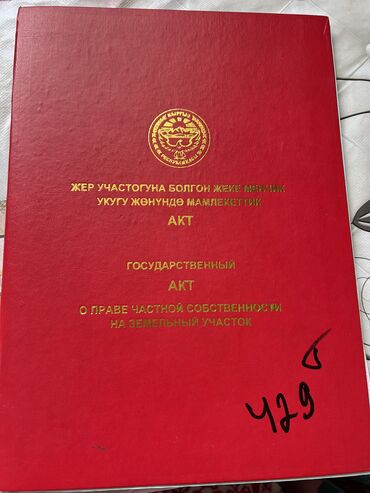 ЖЕР УЧАСТОГУНА БОЛГОН ЖЕКЕ МЕНЧИК
УКУГУ ЖӨНҮНДӨ МАМЛЕКЕТТИК
АКТ
ГОСУДАРСТВЕННЫЙ
АКТ
О ПРАВЕ ЧАСТНОЙ СОБСТВЕННОСТИ
НА ЗЕМЕЛЬНЫЙ УЧАСТОК
429